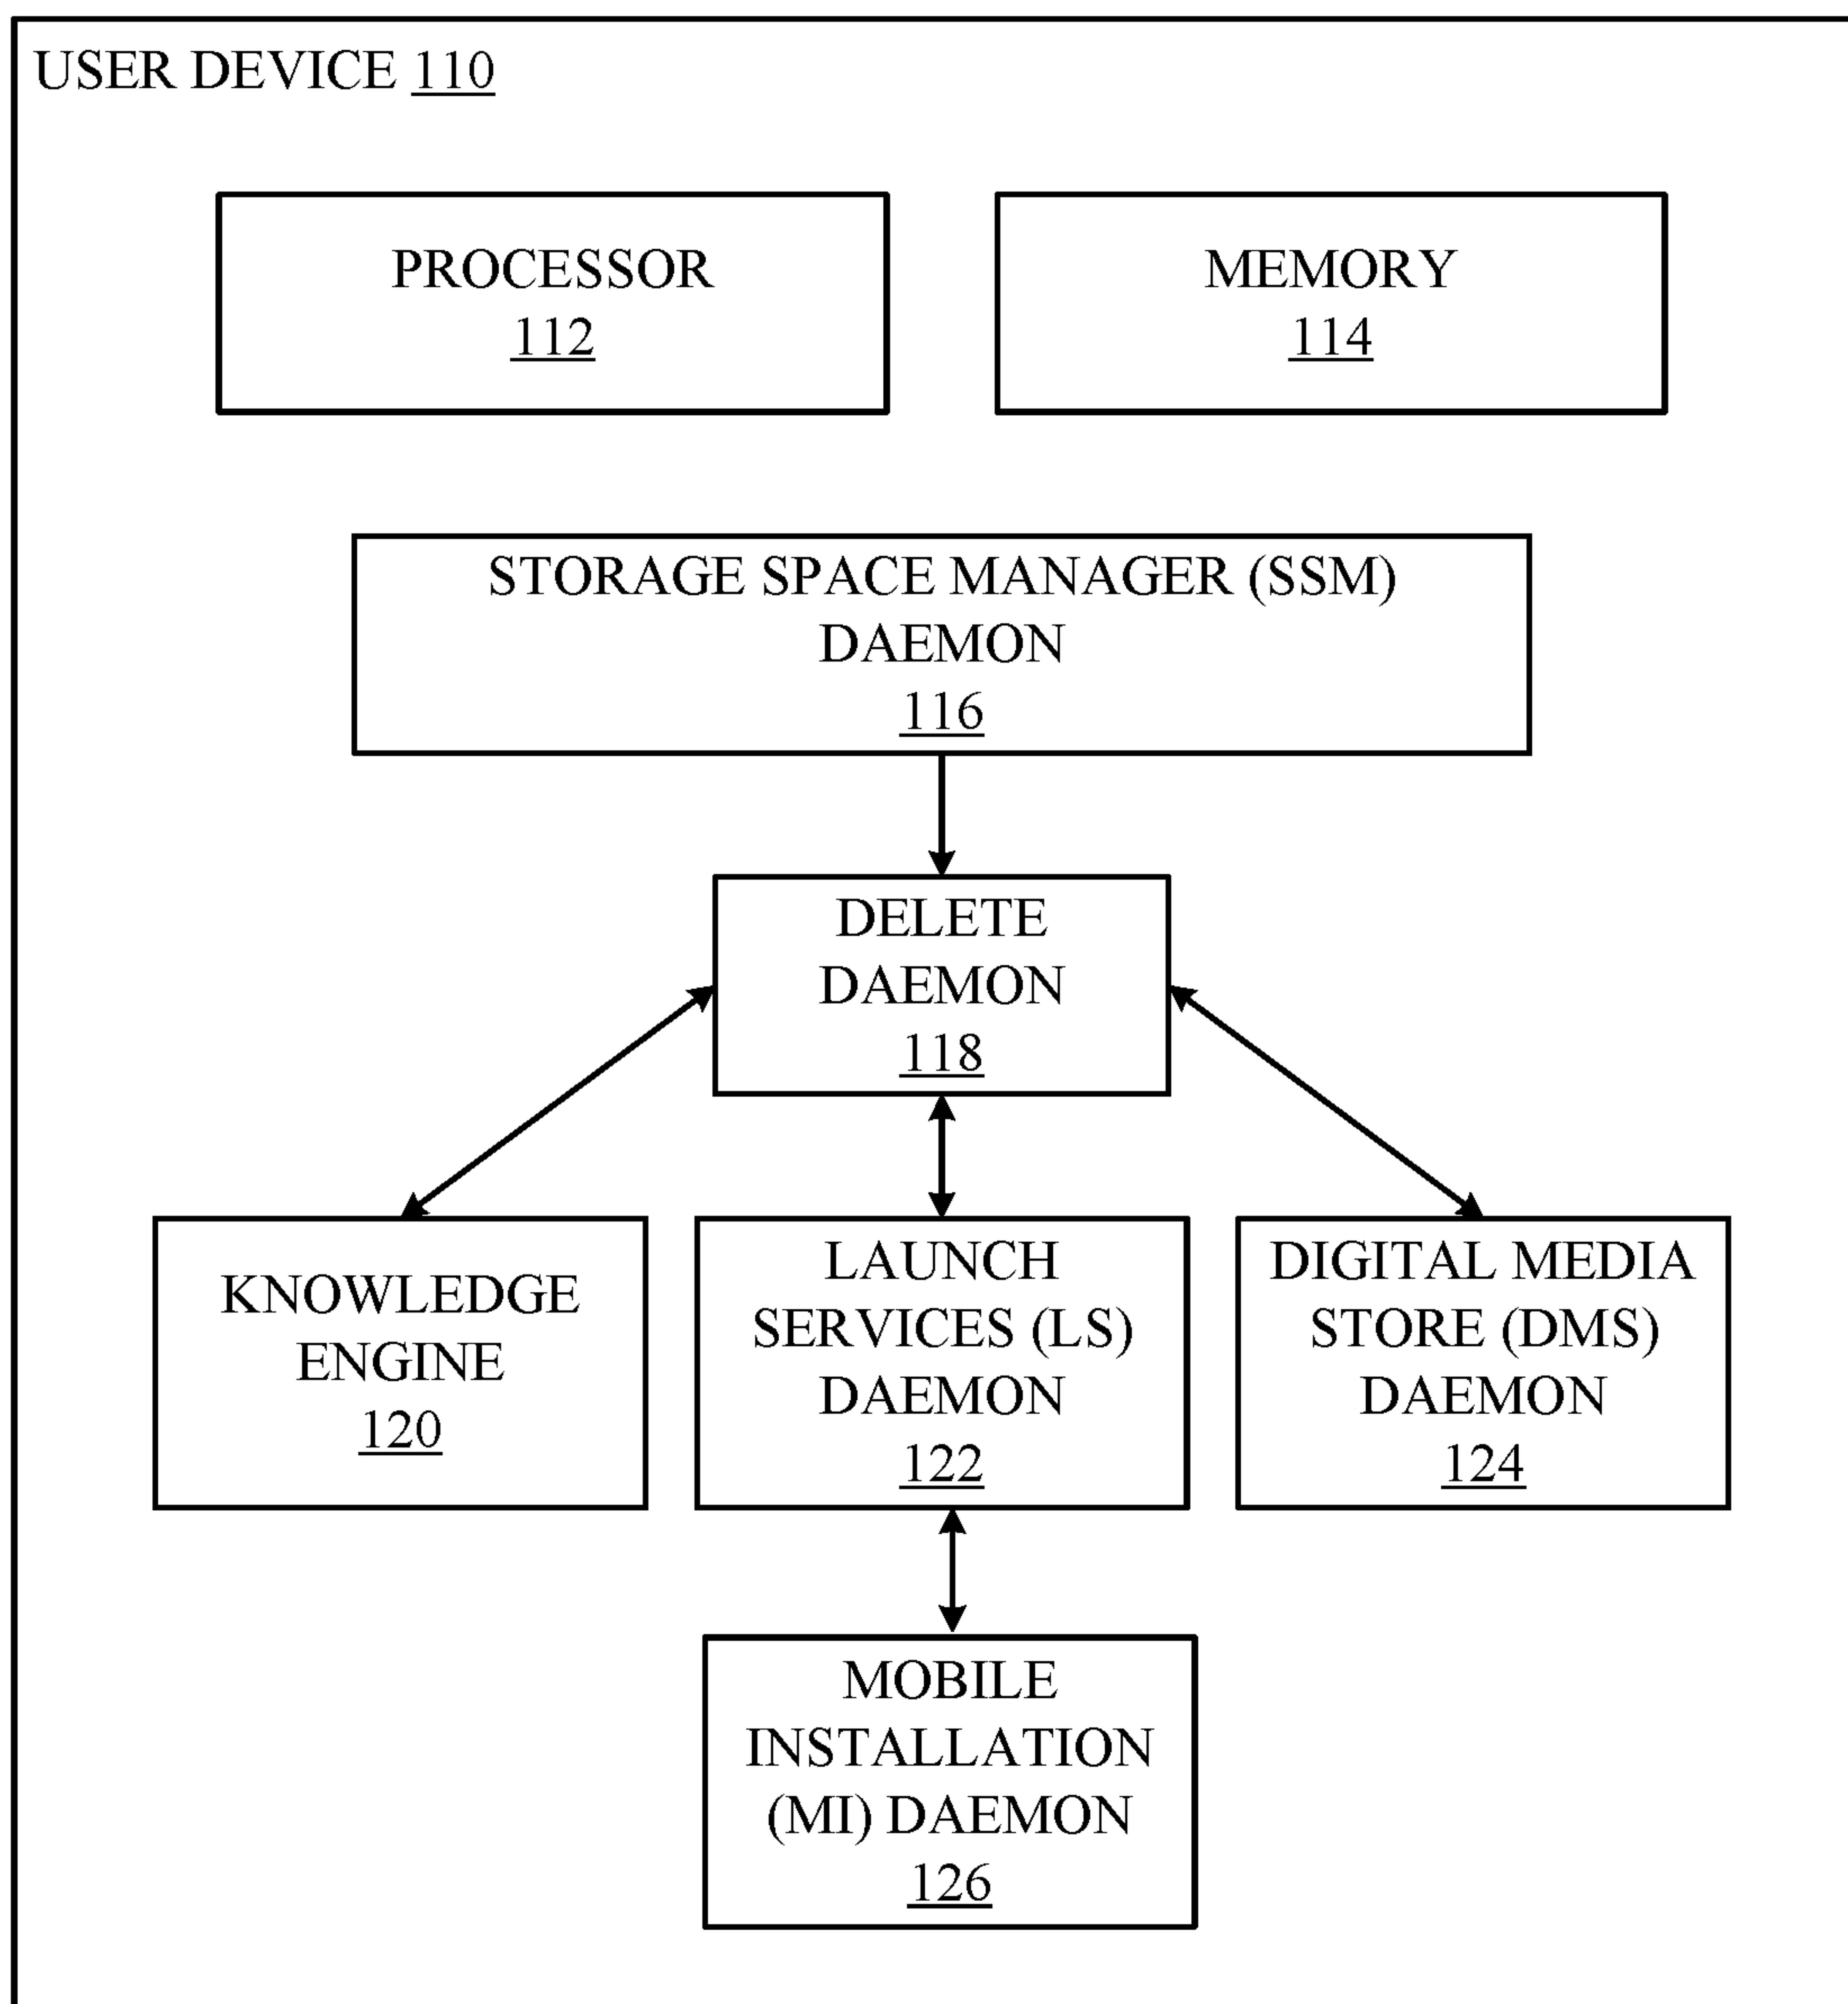 USER DEVICE 110
PROCESSOR
112
MEMORY
114
STORAGE SPACE MANAGER (SSM)
DAEMON
116
DELETE
DAEMON
118
KNOWLEDGE
ENGINE
120
LAUNCH
SERVICES (LS)
DAEMON
122
DIGITAL MEDIA
STORE (DMS)
DAEMON
124
MOBILE
INSTALLATION
(MI) DAEMON
126